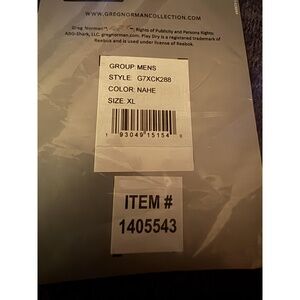 WWW.GREGNORMANCOLLECTION.COM
Greg Norman Rights of Publicity and Persona Rights:
ABG-Shark, LLC. gregnorman.com. Play Dry is a registered trademark of
Reebok and is used under license of Reebok.
GROUP: MENS
STYLE: G7XCK288
COLOR: NAHE
SIZE: XL
1 93049 15154
ITEM #
1405543